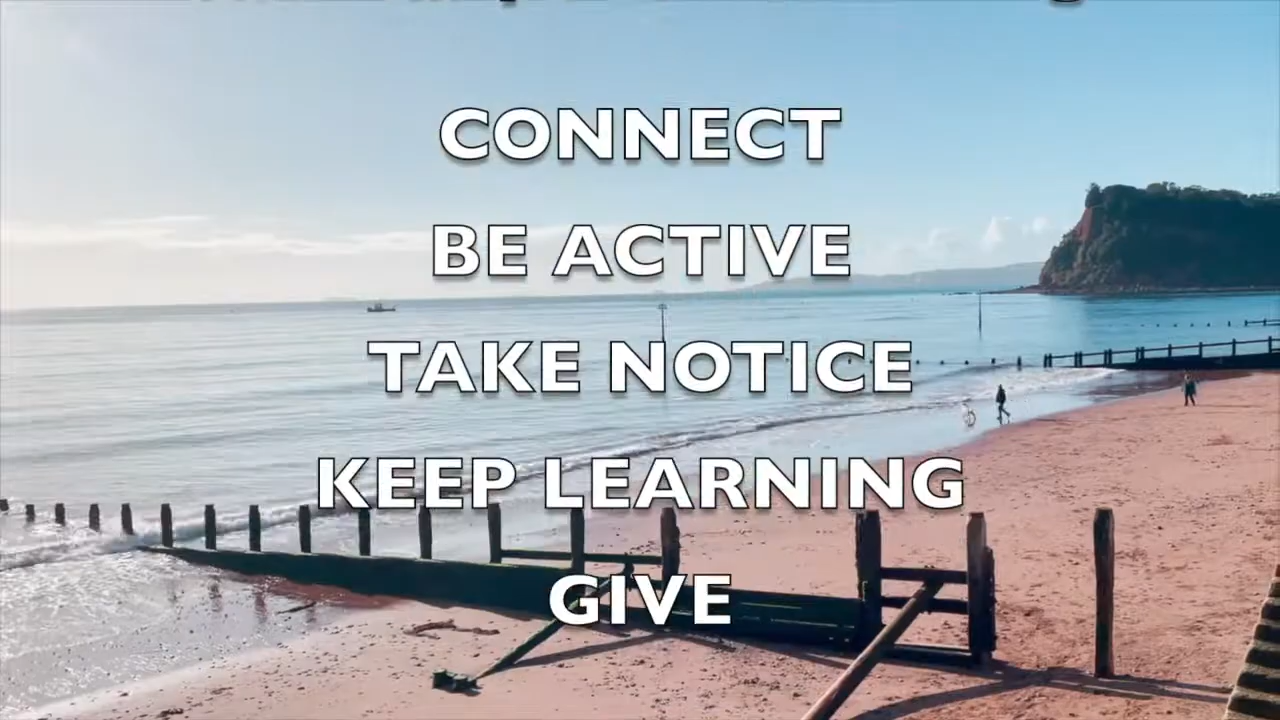 CONNECT
BE ACTIVE
TAKE NOTICE
KEEP LEARNING
GIVE